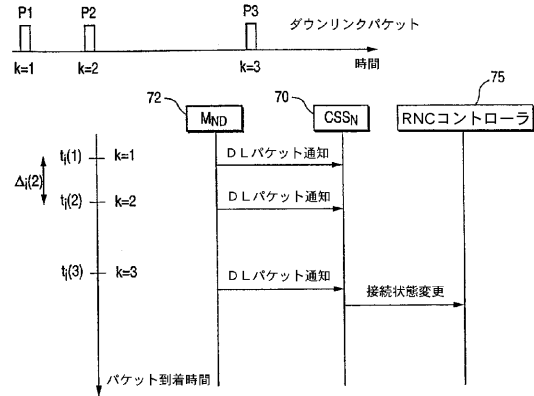 P1 P2 P3 ダウンリンクパケット
k=1 k=2 k=3 時間
72 70 75
MND CSSN RNCコントローラ
ti(1) k=1 DLパケット通知
Δi(2)
ti(2) k=2 DLパケット通知
ti(3) k=3 DLパケット通知
接続状態変更
パケット到着時間